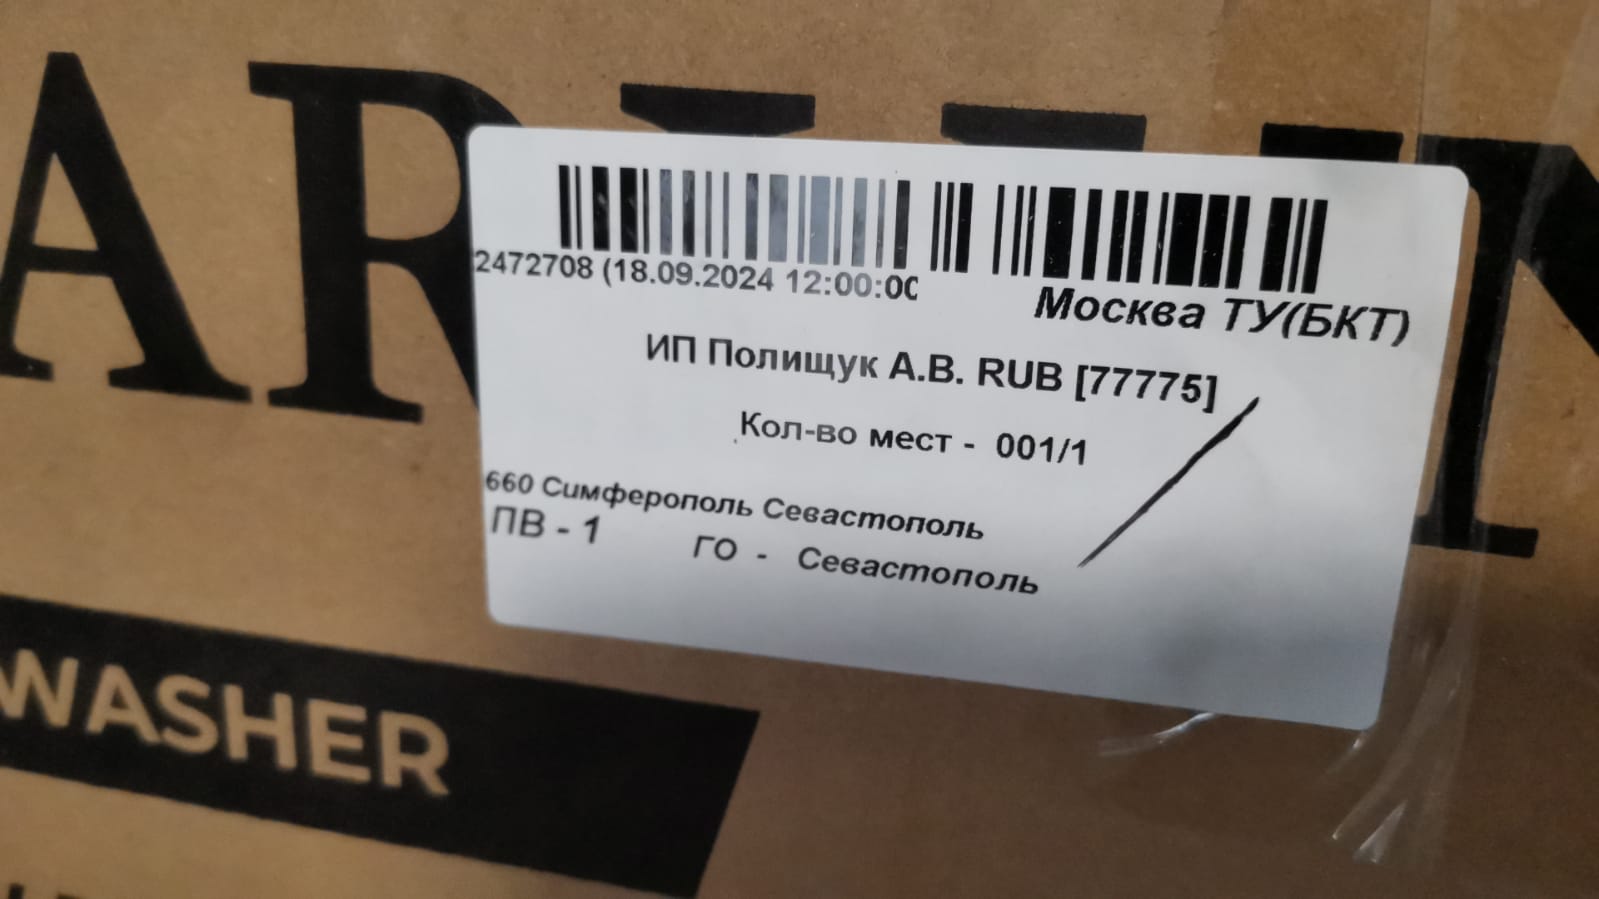 2472708 (18.09.2024 12:00:00
Москва ТУ(БКТ)
ИП Полищук А.В. RUB [77775]
Кол-во мест - 001/1
660 Симферополь Севастополь
ПВ - 1 ГО - Севастополь
WASHER